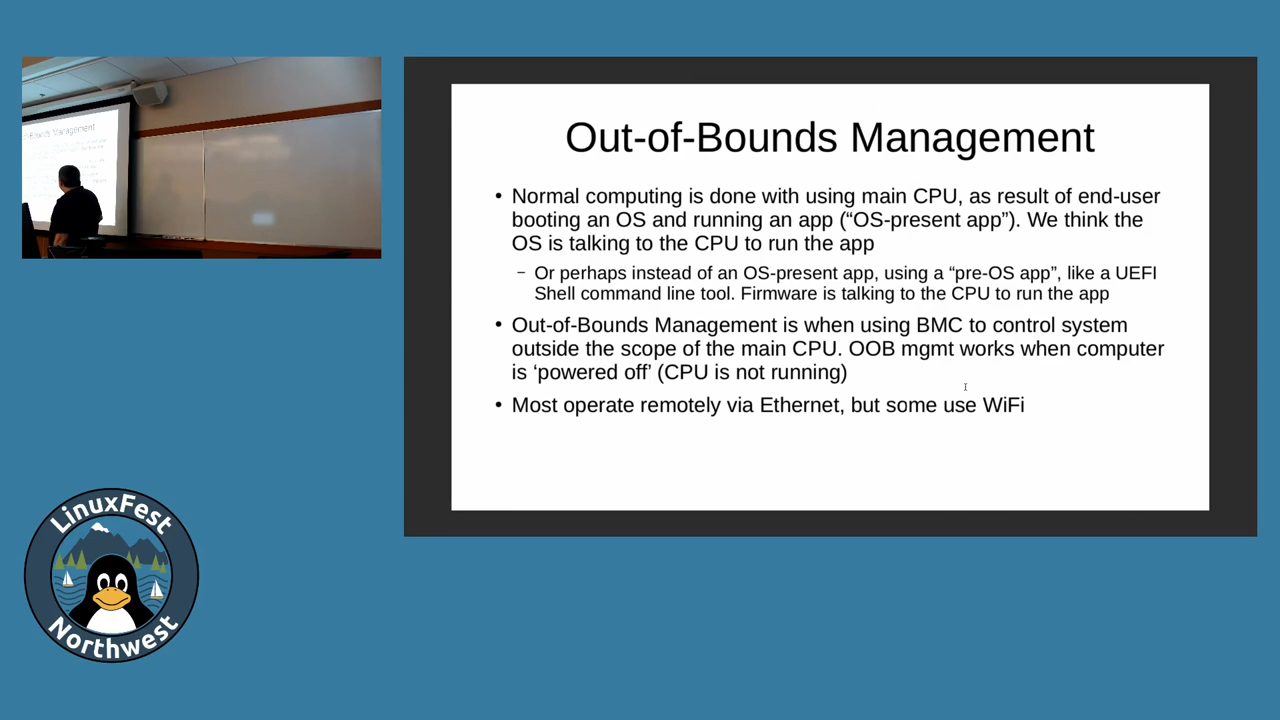 Out-of-Bounds Management
• Normal computing is done with using main CPU, as result of end-user
booting an OS and running an app (“OS-present app”). We think the
OS is talking to the CPU to run the app
– Or perhaps instead of an OS-present app, using a “pre-OS app”, like a UEFI
Shell command line tool. Firmware is talking to the CPU to run the app
• Out-of-Bounds Management is when using BMC to control system
outside the scope of the main CPU. OOB mgmt works when computer
is ‘powered off’ (CPU is not running)
• Most operate remotely via Ethernet, but some use WiFi
LinuxFest
Northwest